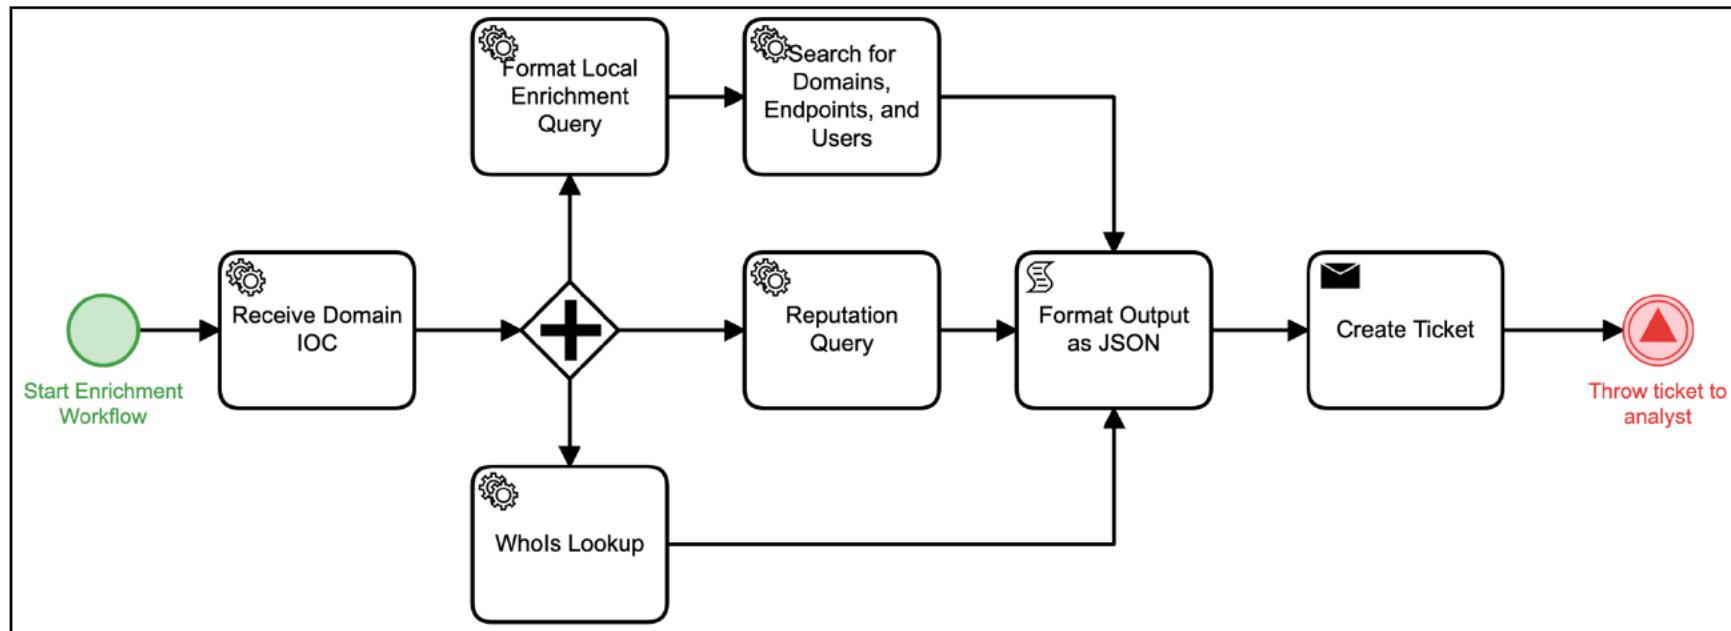 Format Local
Enrichment
Query
Search for
Domains,
Endpoints, and
Users
Start Enrichment
Workflow
Receive Domain
IOC
Reputation
Query
Format Output
as JSON
Create Ticket
Throw ticket to
analyst
WhoIs Lookup